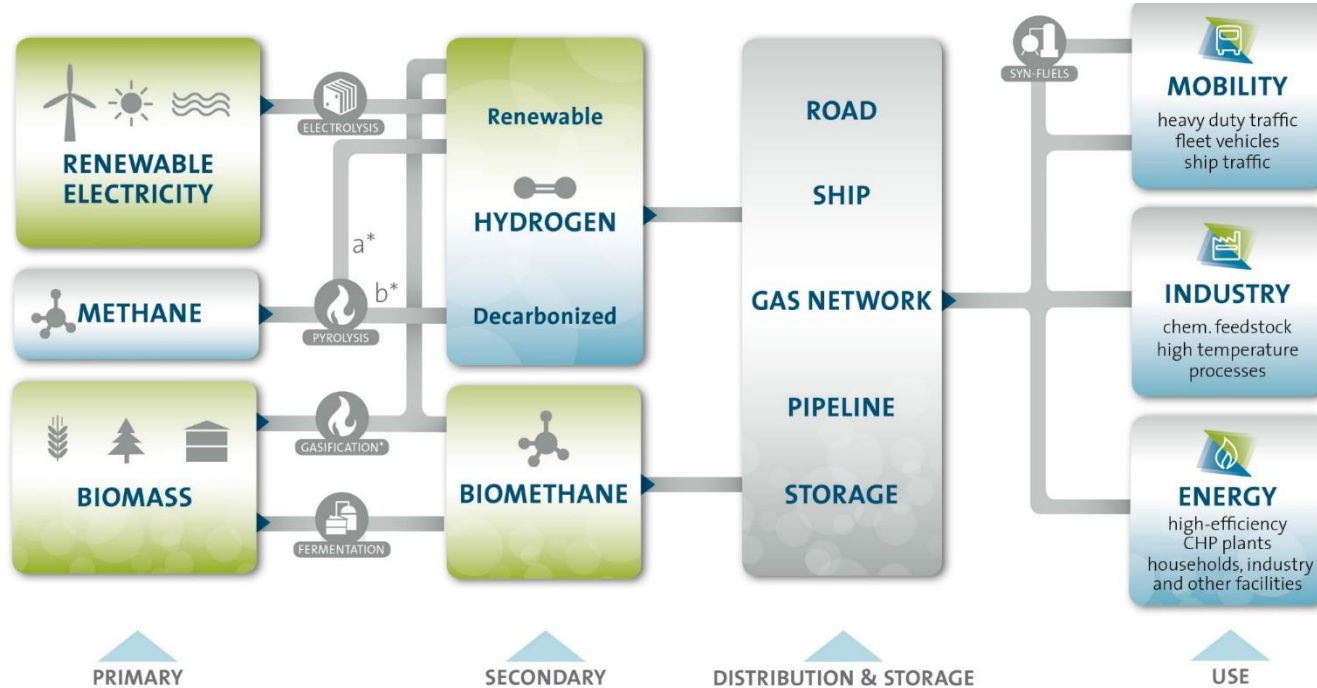 RENEWABLE
ELECTRICITY
METHANE
BIOMASS
ELECTROLYSIS
a*
b*
PYROLYSIS
GASIFICATION*
FERMENTATION
Renewable
HYDROGEN
Decarbonized
BIOMETHANE
ROAD
SHIP
GAS NETWORK
PIPELINE
STORAGE
SYN-FUELS
MOBILITY
heavy duty traffic
fleet vehicles
ship traffic
INDUSTRY
chem. feedstock
high temperature
processes
ENERGY
high-efficiency
CHP plants
households, industry
and other facilities
PRIMARY
SECONDARY
DISTRIBUTION & STORAGE
USE